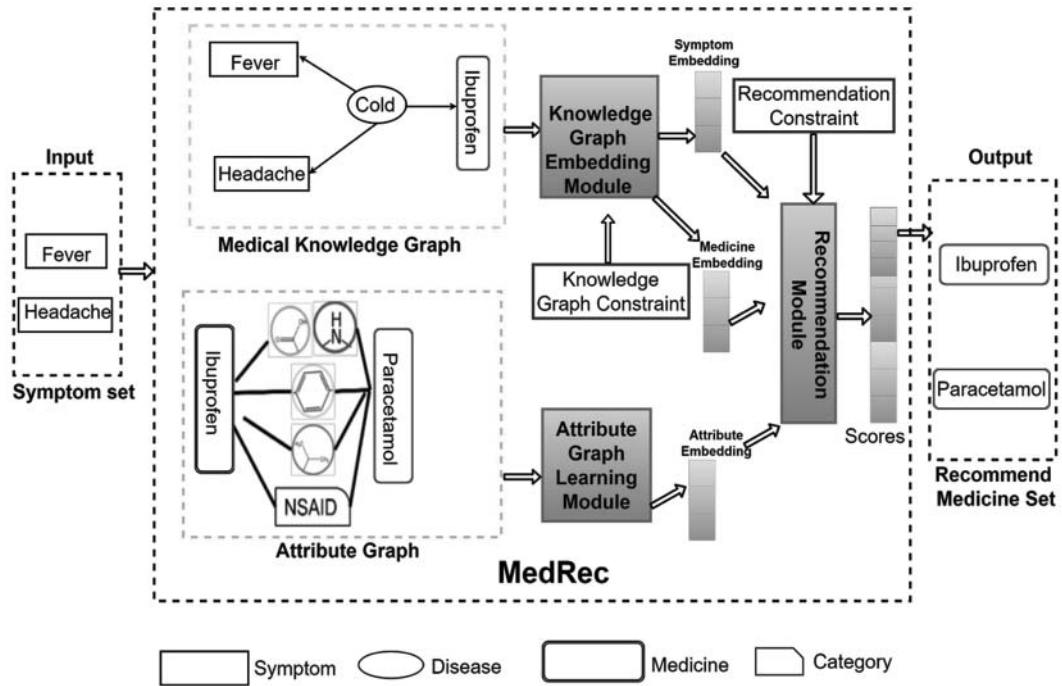 Input
Fever
Headache
Symptom set
Fever
Cold
Headache
Ibuprofen
Medical Knowledge Graph
Ibuprofen
H
N
Paracetamol
NSAID
Attribute Graph
Knowledge
Graph
Embedding
Module
Knowledge
Graph Constraint
Attribute
Graph
Learning
Module
Symptom
Embedding
Medicine
Embedding
Attribute
Embedding
Recommendation
Constraint
Recommendation
Module
Scores
MedRec
Output
Ibuprofen
Paracetamol
Recommend
Medicine Set
Symptom
Disease
Medicine
Category